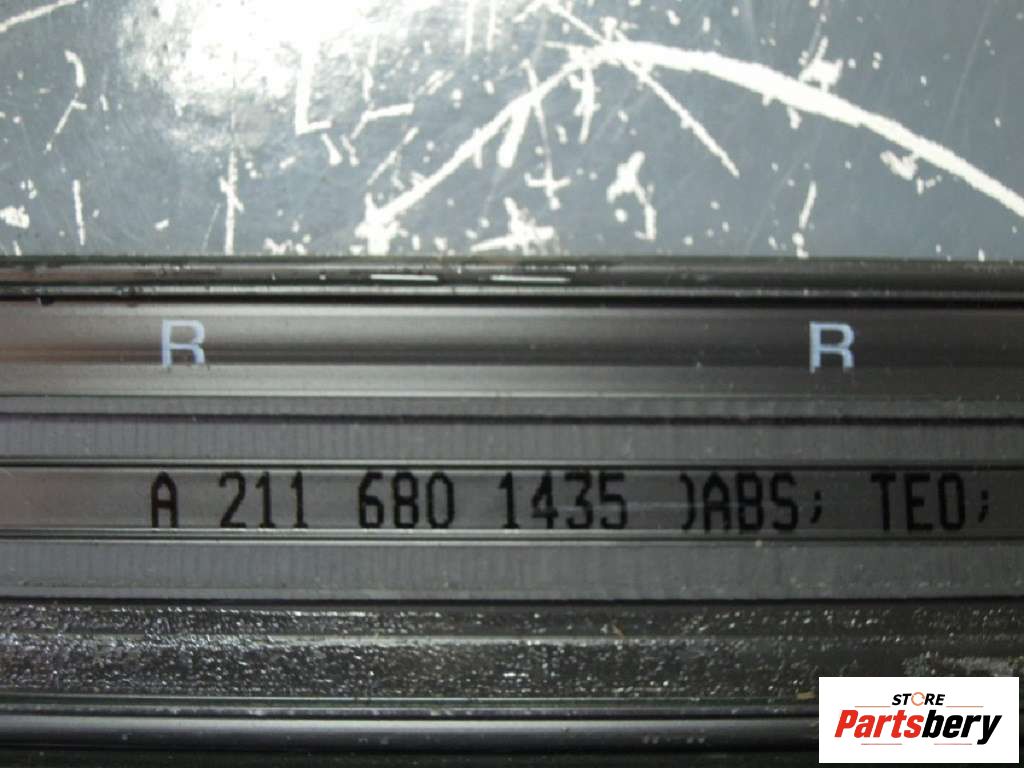 R R
A 211 680 1435 )ABS; TEO;
STORE
Partsbery